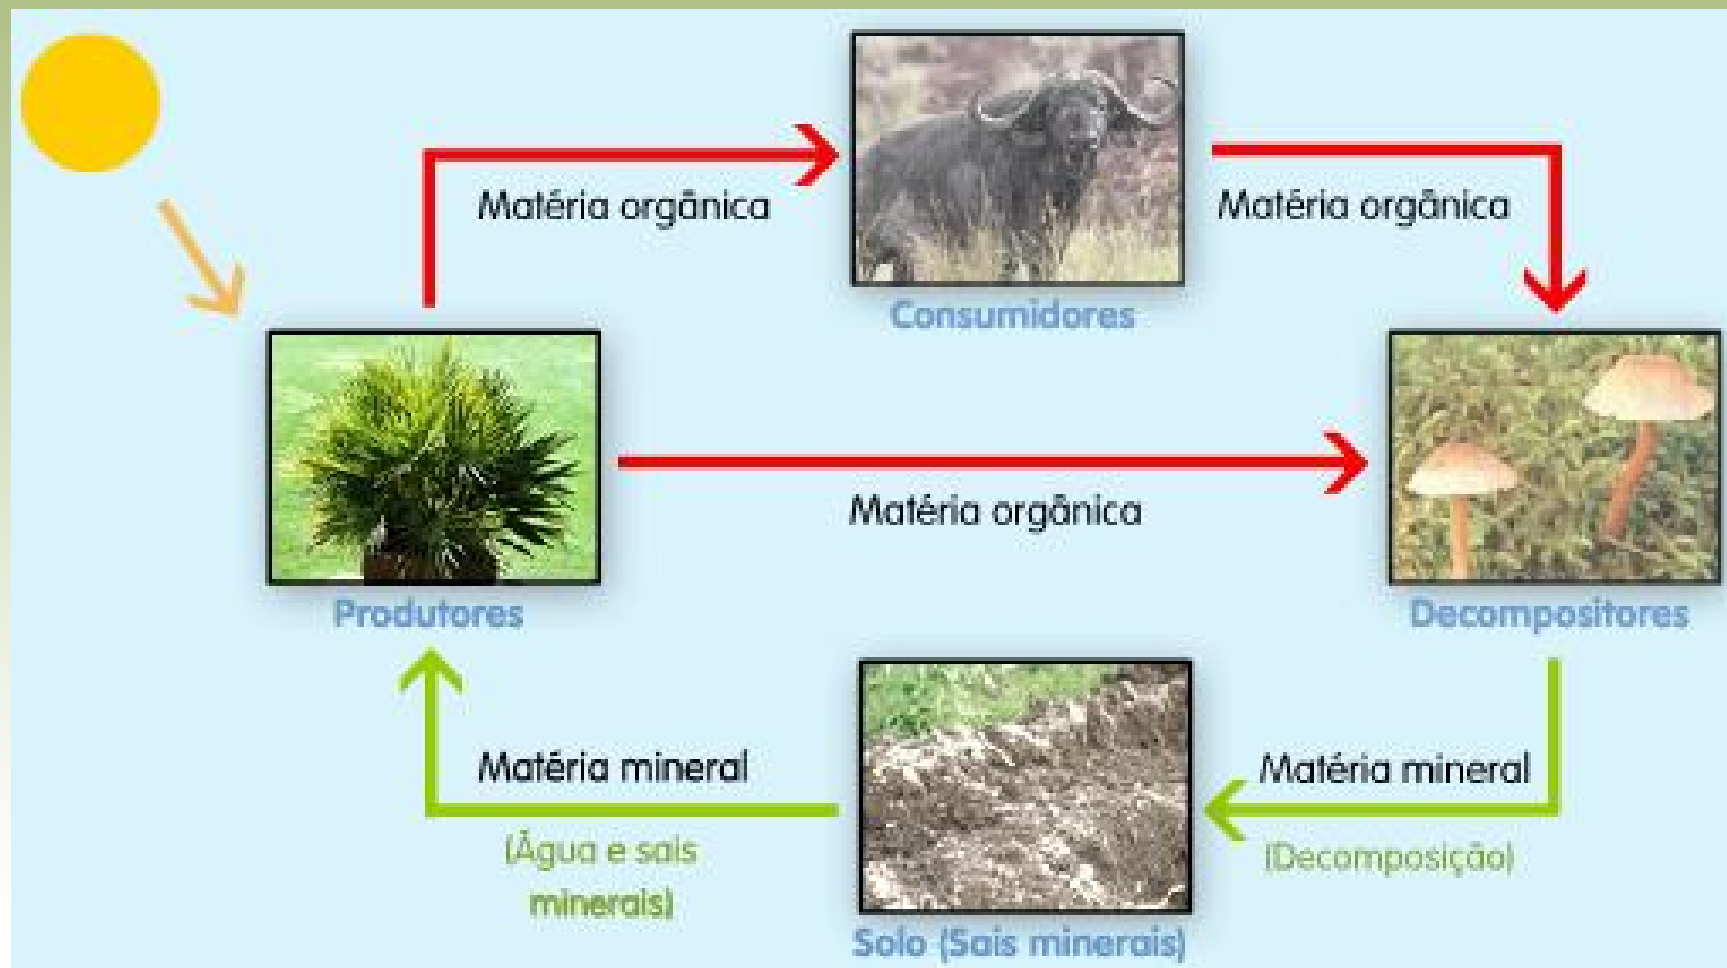 Matéria orgânica
Matéria orgânica
Consumidores
Matéria orgânica
Produtores
Decompositores
Matéria mineral
(Água e sais
minerais)
Matéria mineral
(Decomposição)
Solo (Sais minerais)